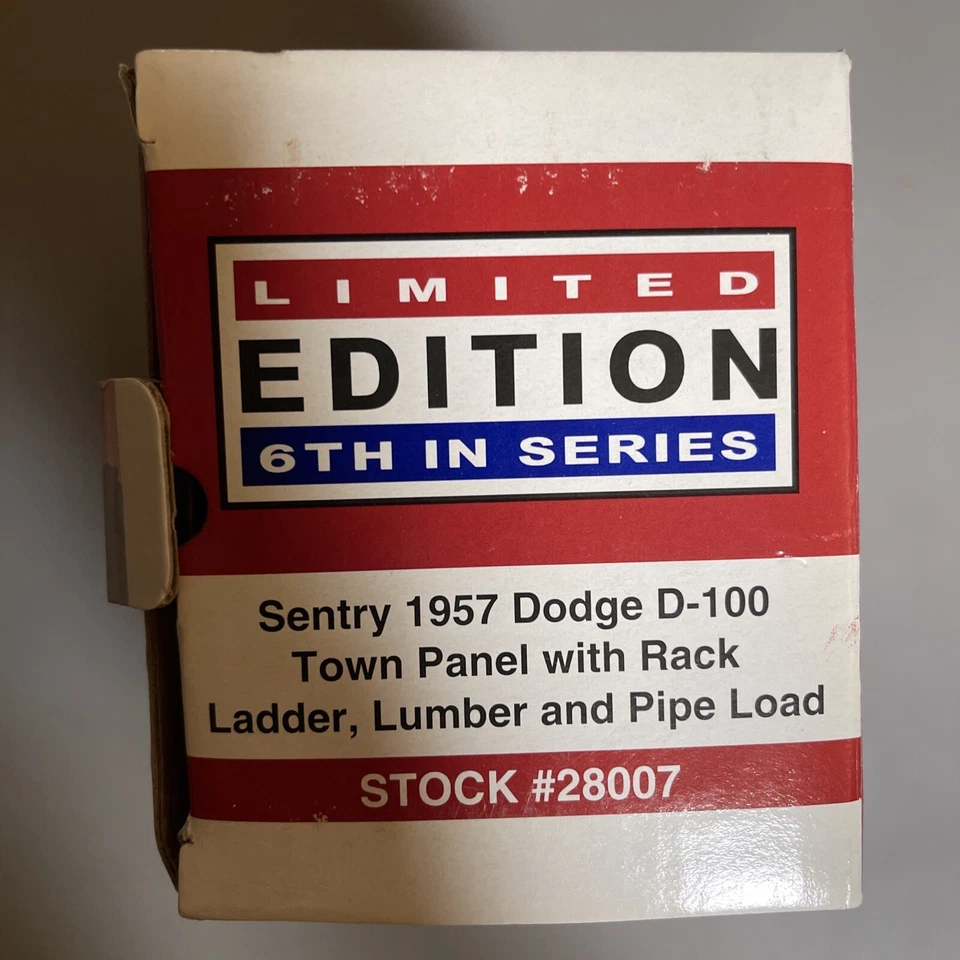 LIMITED
EDITION
6TH IN SERIES
Sentry 1957 Dodge D-100
Town Panel with Rack
Ladder, Lumber and Pipe Load
STOCK #28007